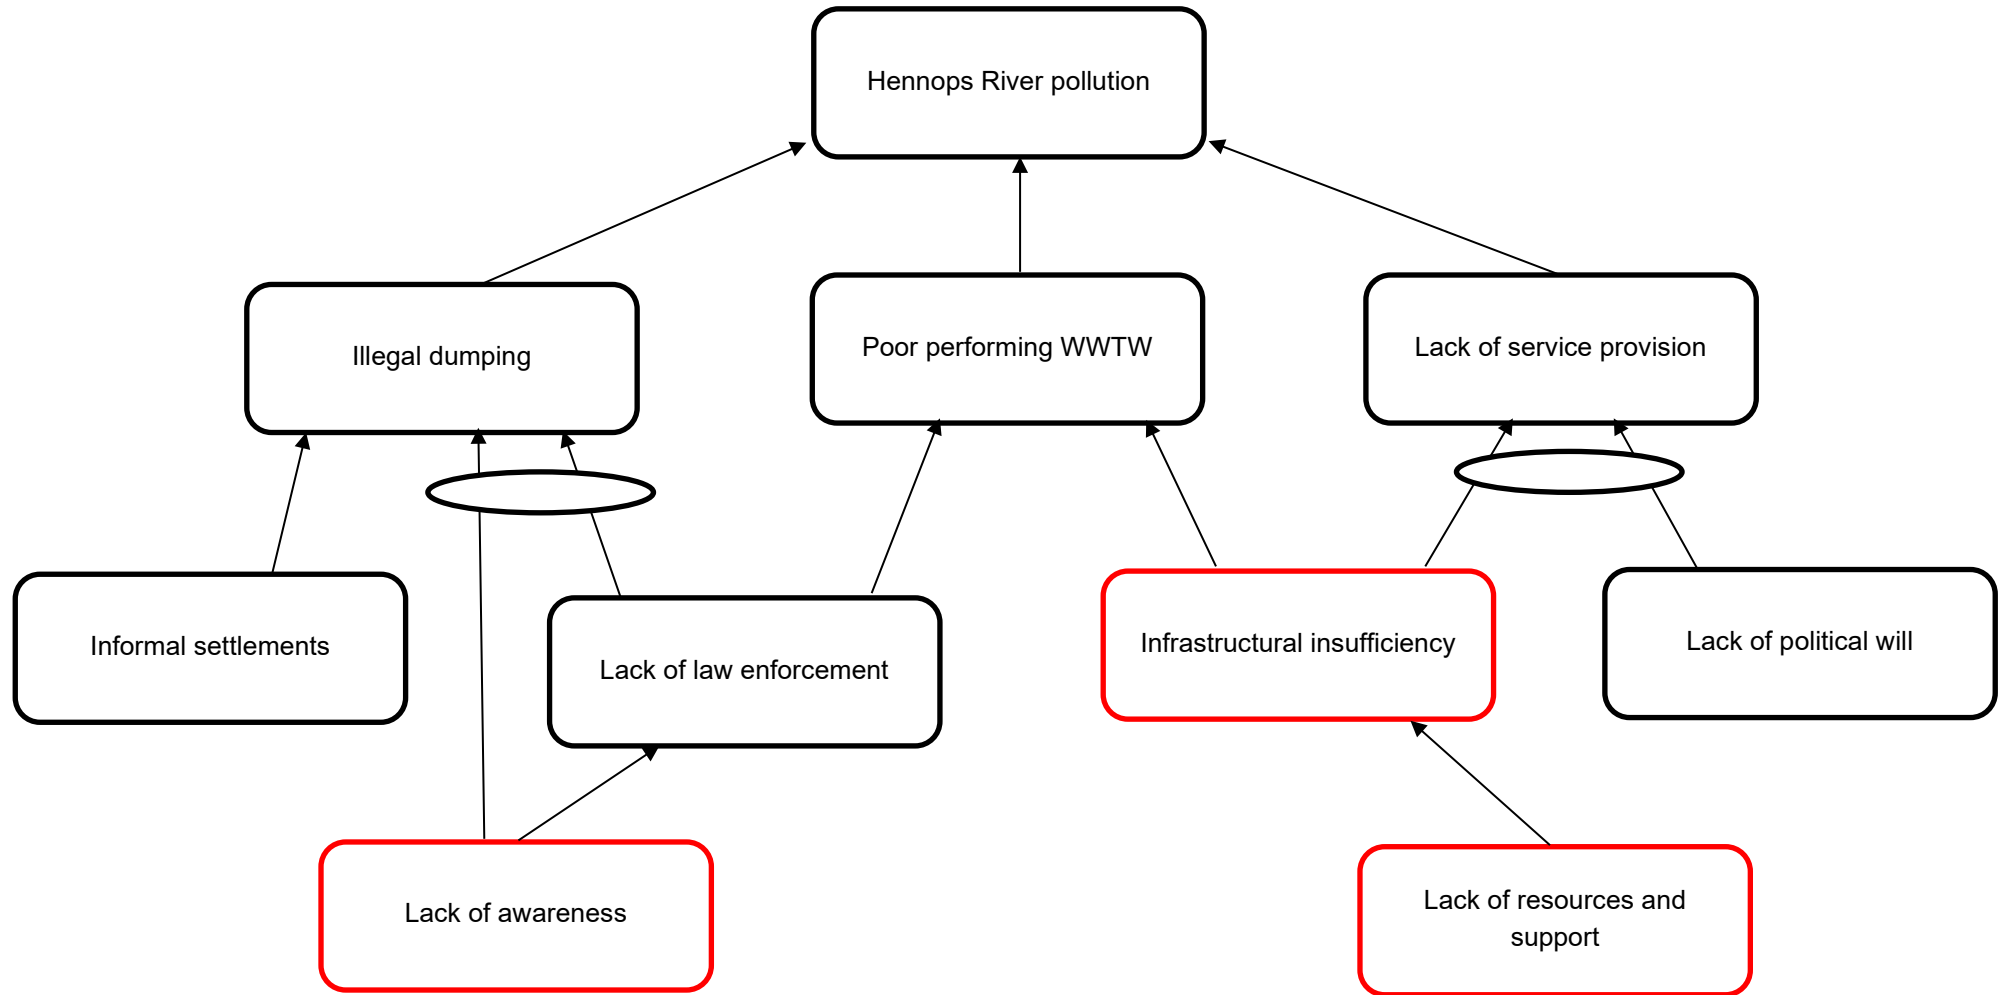 Hennops River pollution
Illegal dumping
Poor performing WWTW
Lack of service provision
Informal settlements
Lack of law enforcement
Infrastructural insufficiency
Lack of political will
Lack of awareness
Lack of resources and
support